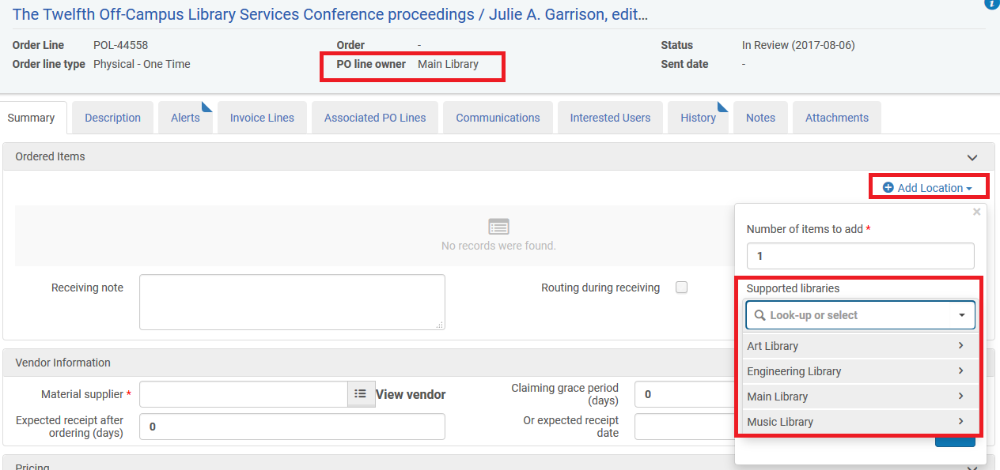 The Twelfth Off-Campus Library Services Conference proceedings / Julie A. Garrison, edit...
i
Order Line POL-44558 Order - Status In Review (2017-08-06)
Order line type Physical - One Time PO line owner Main Library Sent date -
Summary Description Alerts Invoice Lines Associated PO Lines Communications Interested Users History Notes Attachments
Ordered Items
Add Location
×
Number of items to add *
1
No records were found.
Receiving note Routing during receiving
Supported libraries
Look-up or select
Art Library
Engineering Library
Main Library
Music Library
Vendor Information
Material supplier * View vendor Claiming grace period
(days) 0
Expected receipt after
ordering (days) 0 Or expected receipt
date
Pricing